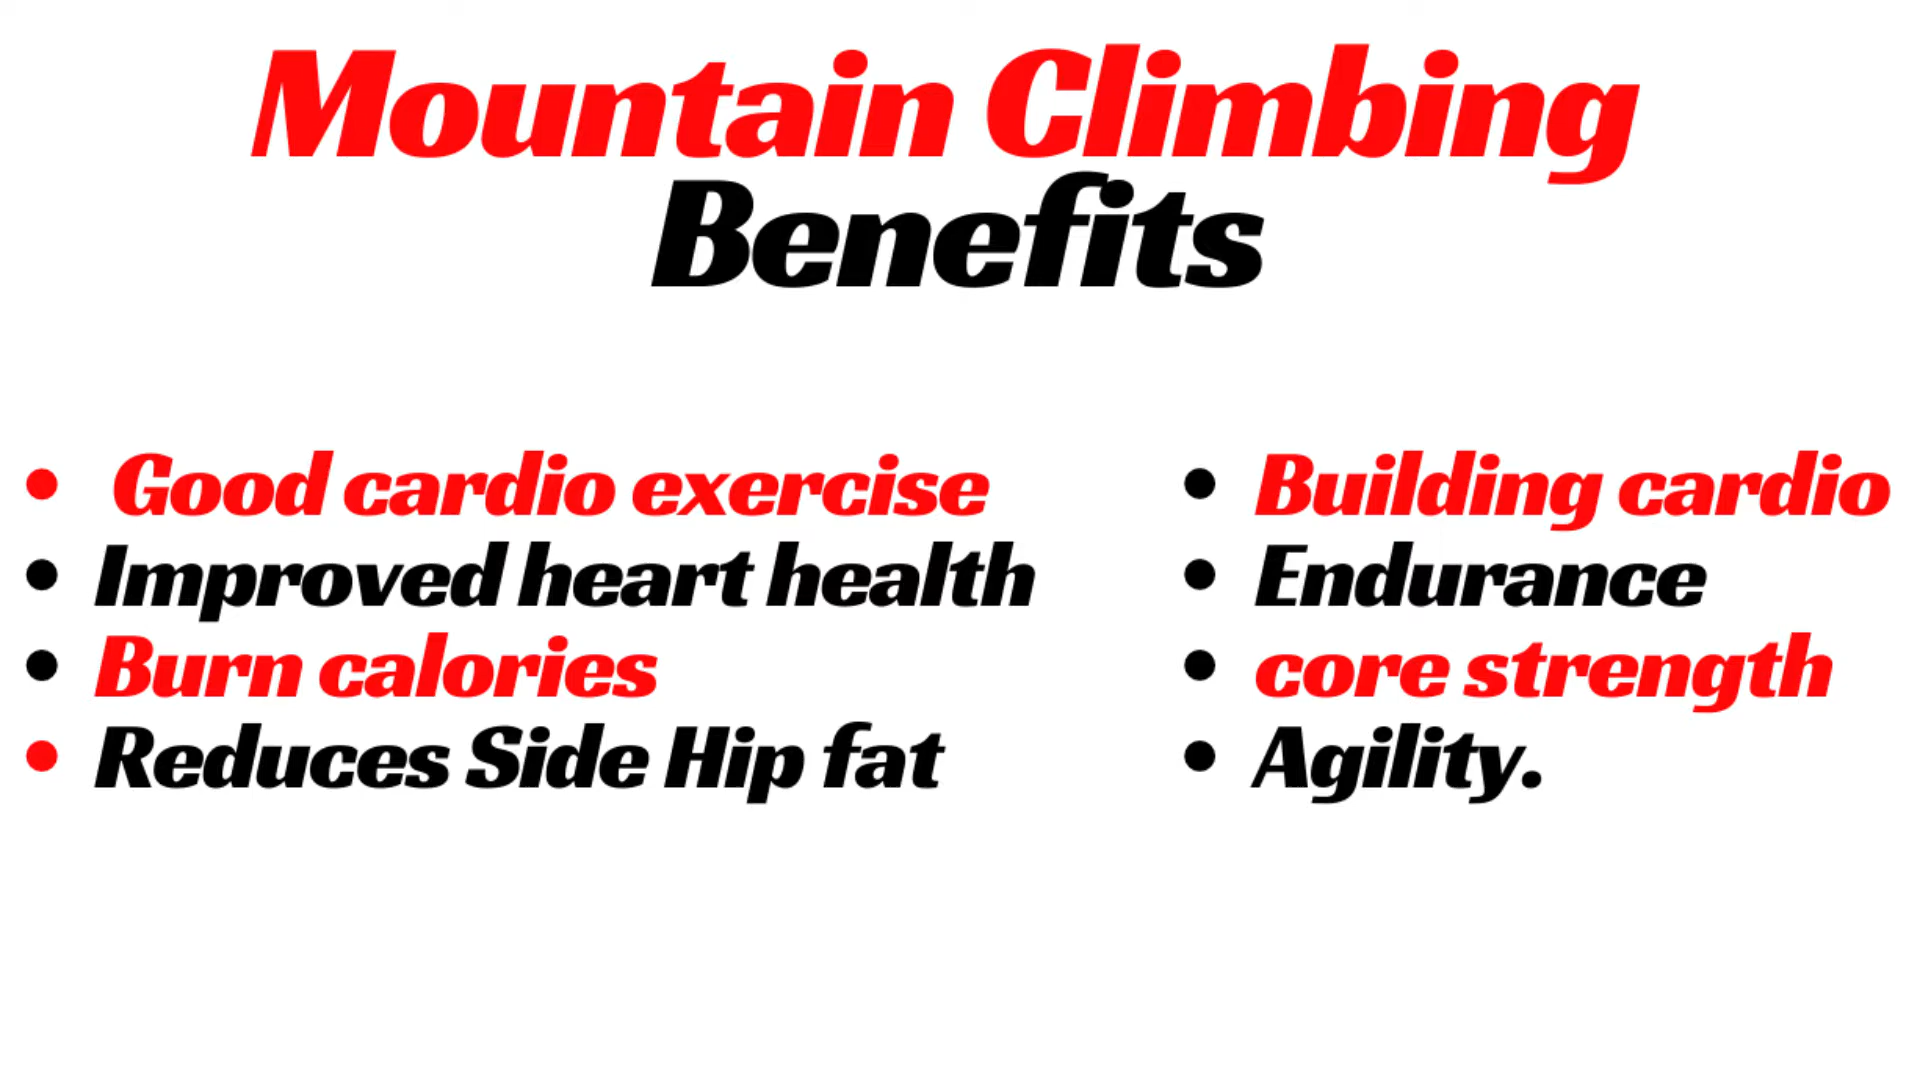 Mountain Climbing
Benefits
• Good cardio exercise
• Improved heart health
• Burn calories
• Reduces Side Hip fat
• Building cardio
• Endurance
• core strength
• Agility.